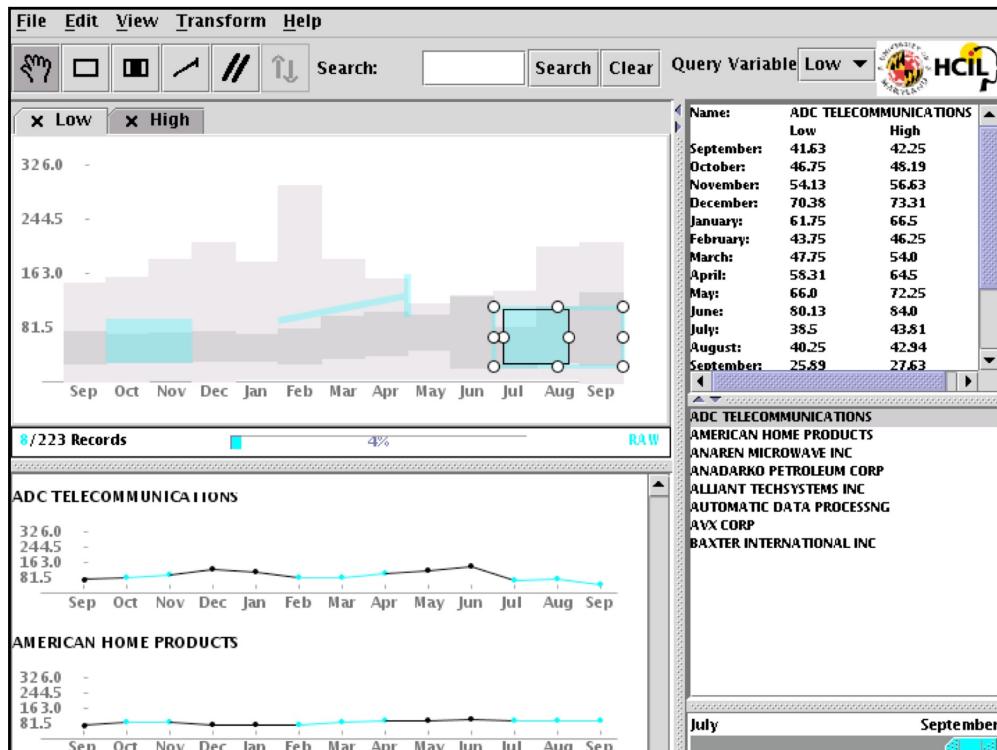 File Edit View Transform Help
Search: Search Clear Query Variable Low HCIL
UNIVERSITY OF MARYLAND
× Low × High
326.0
244.5
163.0
81.5
Sep Oct Nov Dec Jan Feb Mar Apr May Jun Jul Aug Sep
8/223 Records 4% RAW
ADC TELECOMMUNICATIONS
326.0
244.5
163.0
81.5
Sep Oct Nov Dec Jan Feb Mar Apr May Jun Jul Aug Sep
AMERICAN HOME PRODUCTS
326.0
244.5
163.0
81.5
Sep Oct Nov Dec Jan Feb Mar Apr May Jun Jul Aug Sep
Name: ADC TELECOMMUNICATIONS
Low High
September: 41.63 42.25
October: 46.75 48.19
November: 54.13 56.63
December: 70.38 73.31
January: 61.75 66.5
February: 43.75 46.25
March: 47.75 54.0
April: 58.31 64.5
May: 66.0 72.25
June: 80.13 84.0
July: 38.5 43.81
August: 40.25 42.94
September: 25.89 27.63
ADC TELECOMMUNICATIONS
AMERICAN HOME PRODUCTS
ANAREN MICROWAVE INC
ANADARKO PETROLEUM CORP
ALLIANT TECHSYSTEMS INC
AUTOMATIC DATA PROCESSNG
AVX CORP
BAXTER INTERNATIONAL INC
July September